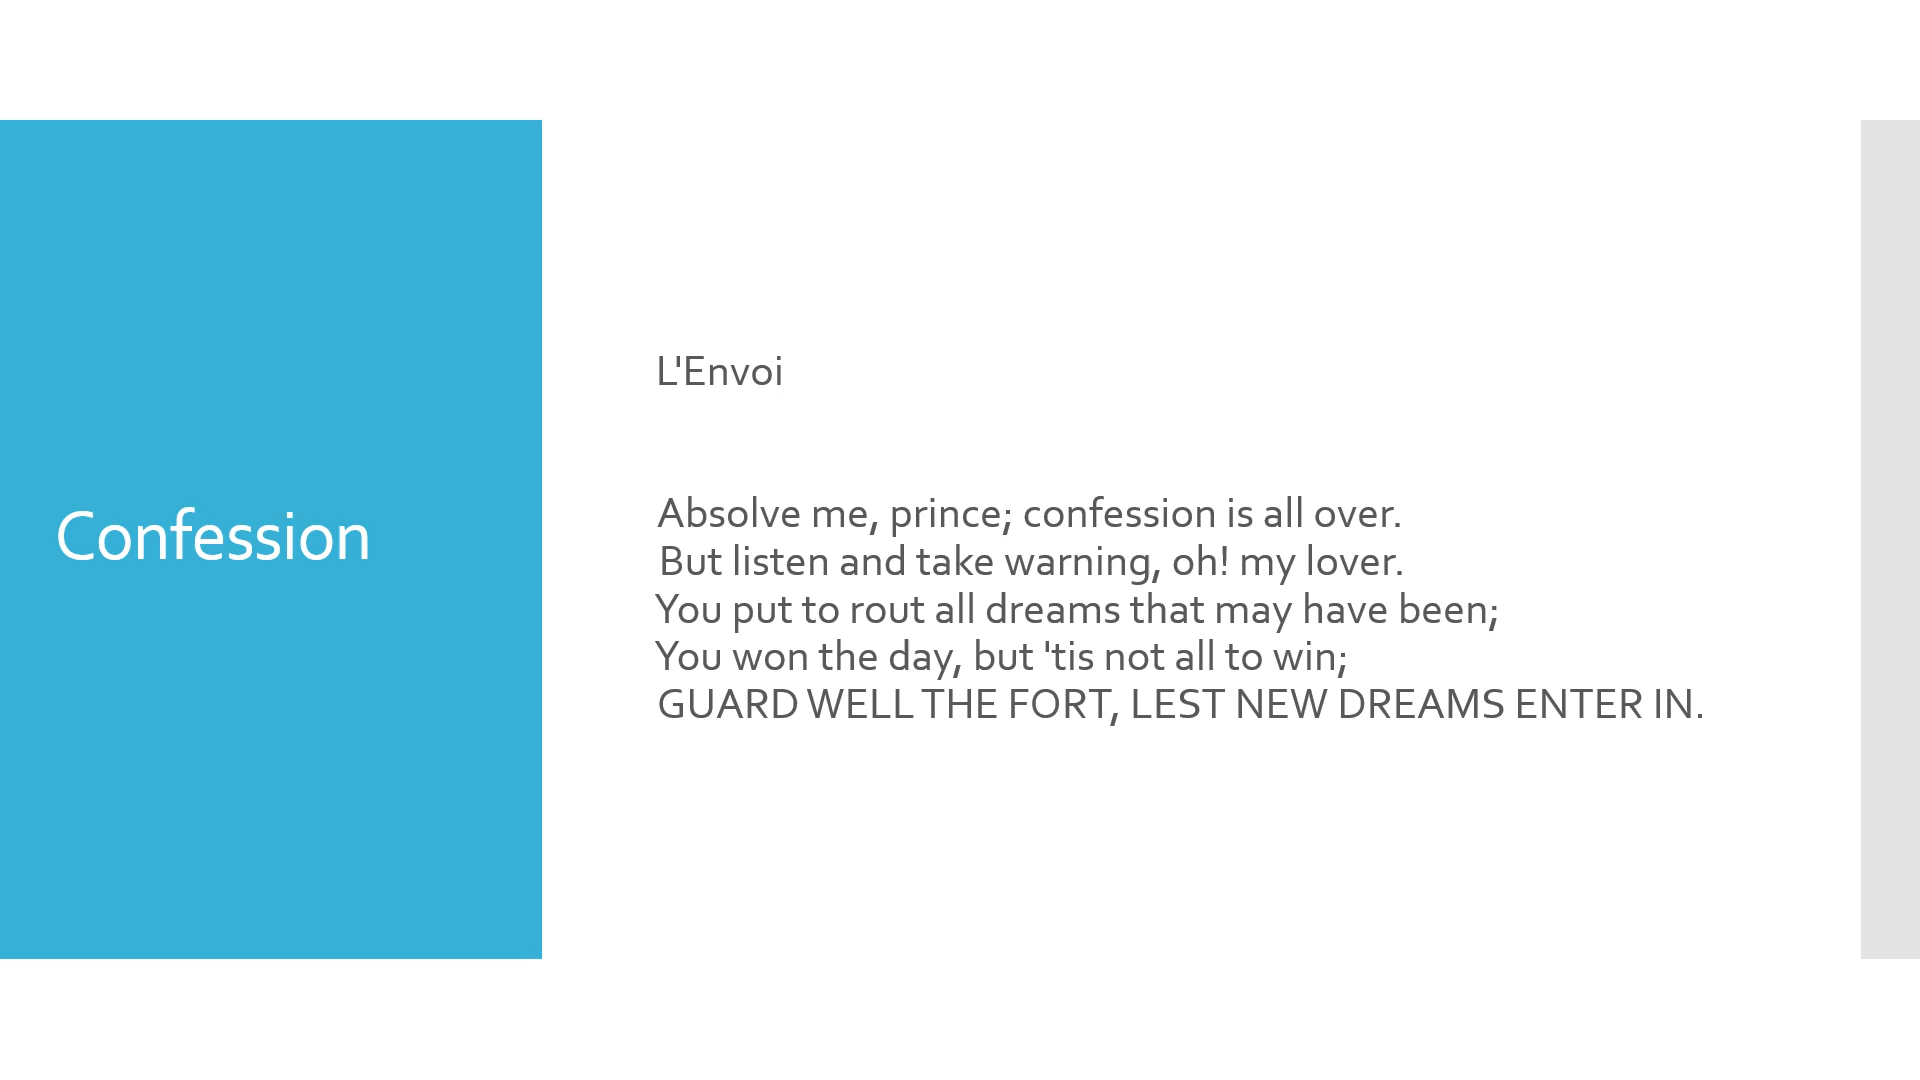 Confession
L'Envoi
Absolve me, prince; confession is all over.
But listen and take warning, oh! my lover.
You put to rout all dreams that may have been;
You won the day, but 'tis not all to win;
GUARD WELL THE FORT, LEST NEW DREAMS ENTER IN.